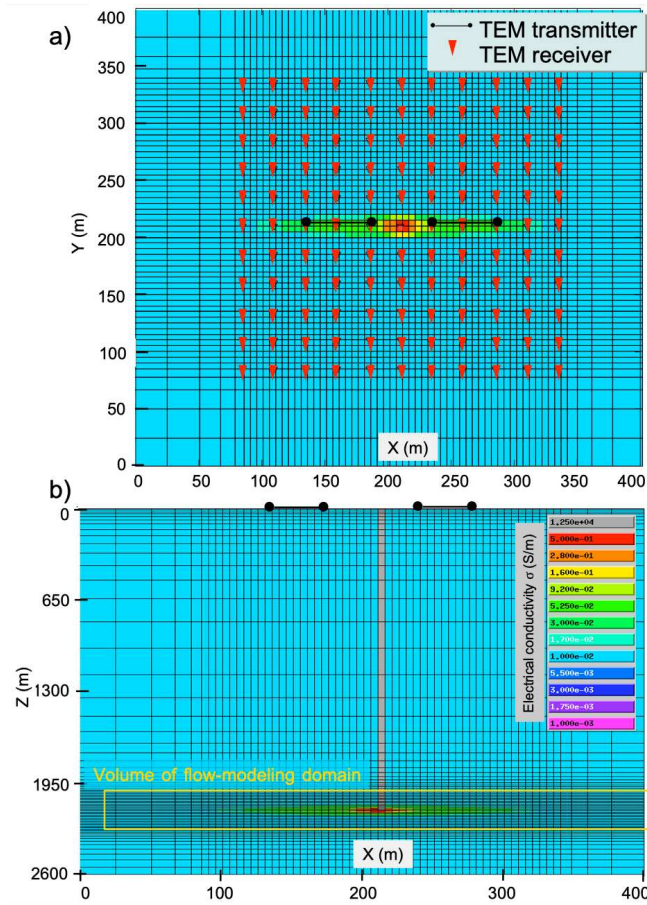 a)
TEM transmitter
TEM receiver
400
350
300
250
200
150
100
50
0
Y (m)
X (m)
0 50 100 150 200 250 300 350 400
b)
0
650
1300
1950
2600
Z (m)
Electrical conductivity σ (S/m)
1.250e+04
5.000e-01
2.800e-01
1.600e-01
9.200e-02
5.250e-02
3.000e-02
1.700e-02
1.000e-02
5.500e-03
3.000e-03
1.750e-03
1.000e-03
Volume of flow-modeling domain
X (m)
0 100 200 300 400